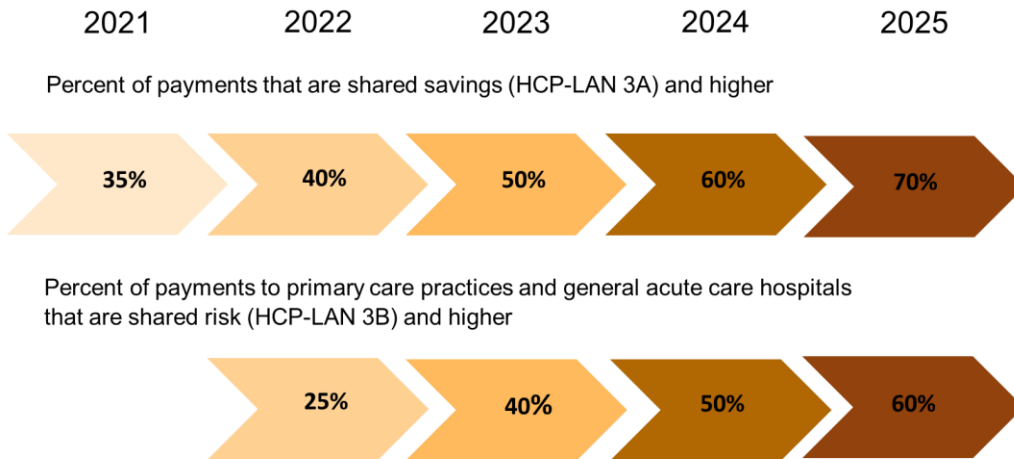 2021 2022 2023 2024 2025
Percent of payments that are shared savings (HCP-LAN 3A) and higher
35% 40% 50% 60% 70%
Percent of payments to primary care practices and general acute care hospitals
that are shared risk (HCP-LAN 3B) and higher
25% 40% 50% 60%